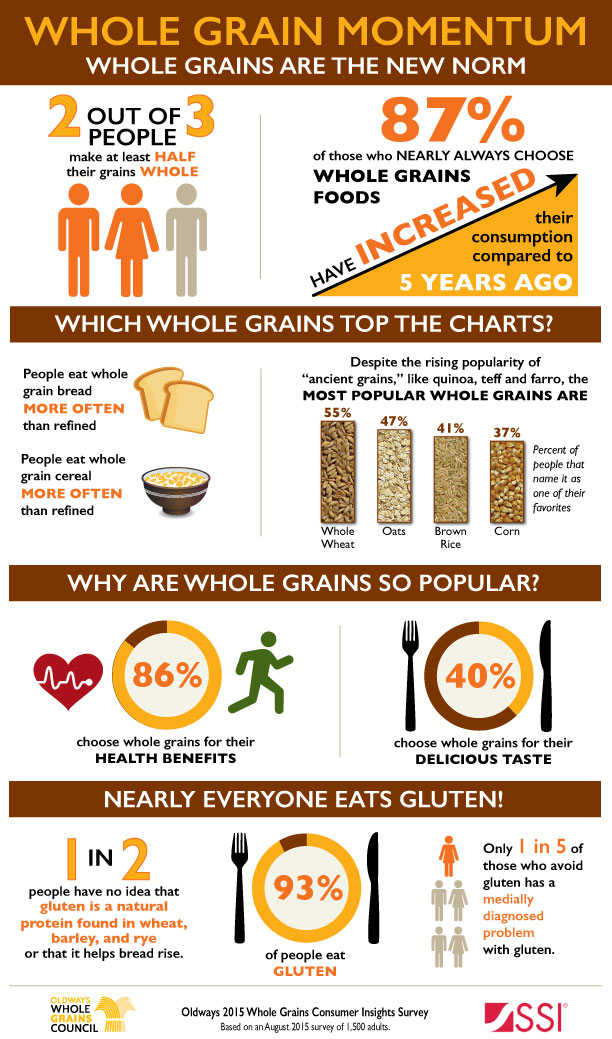 WHOLE GRAIN MOMENTUM
WHOLE GRAINS ARE THE NEW NORM
2 OUT OF 3
PEOPLE
make at least HALF
their grains WHOLE
87%
of those who NEARLY ALWAYS CHOOSE
WHOLE GRAINS
FOODS
HAVE INCREASED
their
consumption
compared to
5 YEARS AGO
WHICH WHOLE GRAINS TOP THE CHARTS?
People eat whole
grain bread
MORE OFTEN
than refined
People eat whole
grain cereal
MORE OFTEN
than refined
Despite the rising popularity of
“ancient grains,” like quinoa, teff and farro, the
MOST POPULAR WHOLE GRAINS ARE
55%
47%
41%
37%
Whole
Wheat
Oats
Brown
Rice
Corn
Percent of
people that
name it as
one of their
favorites
WHY ARE WHOLE GRAINS SO POPULAR?
86%
choose whole grains for their
HEALTH BENEFITS
40%
choose whole grains for their
DELICIOUS TASTE
NEARLY EVERYONE EATS GLUTEN!
1 IN 2
people have no idea that
gluten is a natural
protein found in wheat,
barley, and rye
or that it helps bread rise.
93%
of people eat
GLUTEN
Only 1 in 5 of
those who avoid
gluten has a
medially
diagnosed
problem
with gluten.
OLDWAYS
WHOLE
GRAINS
COUNCIL
Oldways 2015 Whole Grains Consumer Insights Survey
Based on an August 2015 survey of 1,500 adults.
SSI®